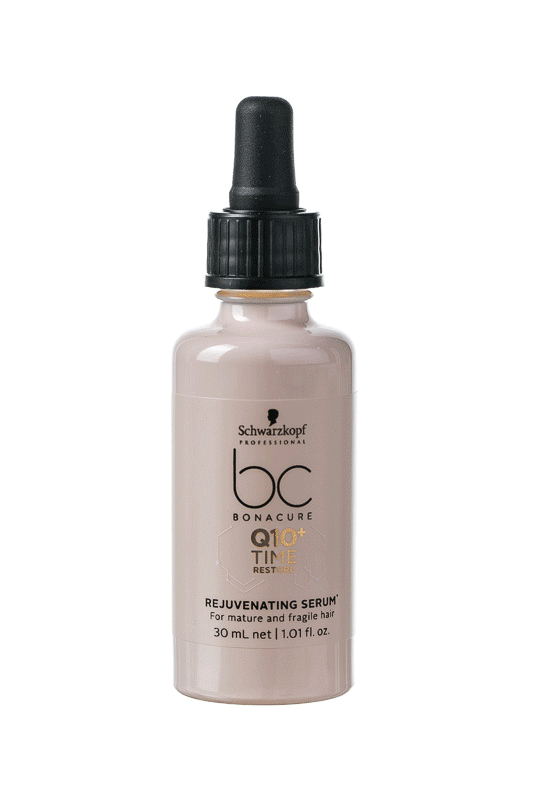 Schwarzkopf
PROFESSIONAL
bc
BONACURE
Q10+
TIME
RESTORE
REJUVENATING SERUM*
For mature and fragile hair
30 mL net | 1.01 fl. oz.